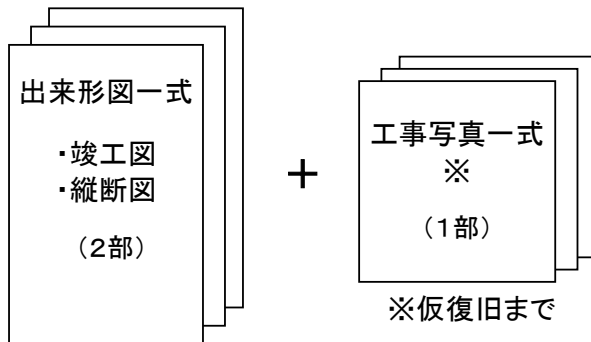 出来形図一式
・竣工図
・縦断図
（2部）
+
工事写真一式
※
（1部）
※仮復旧まで